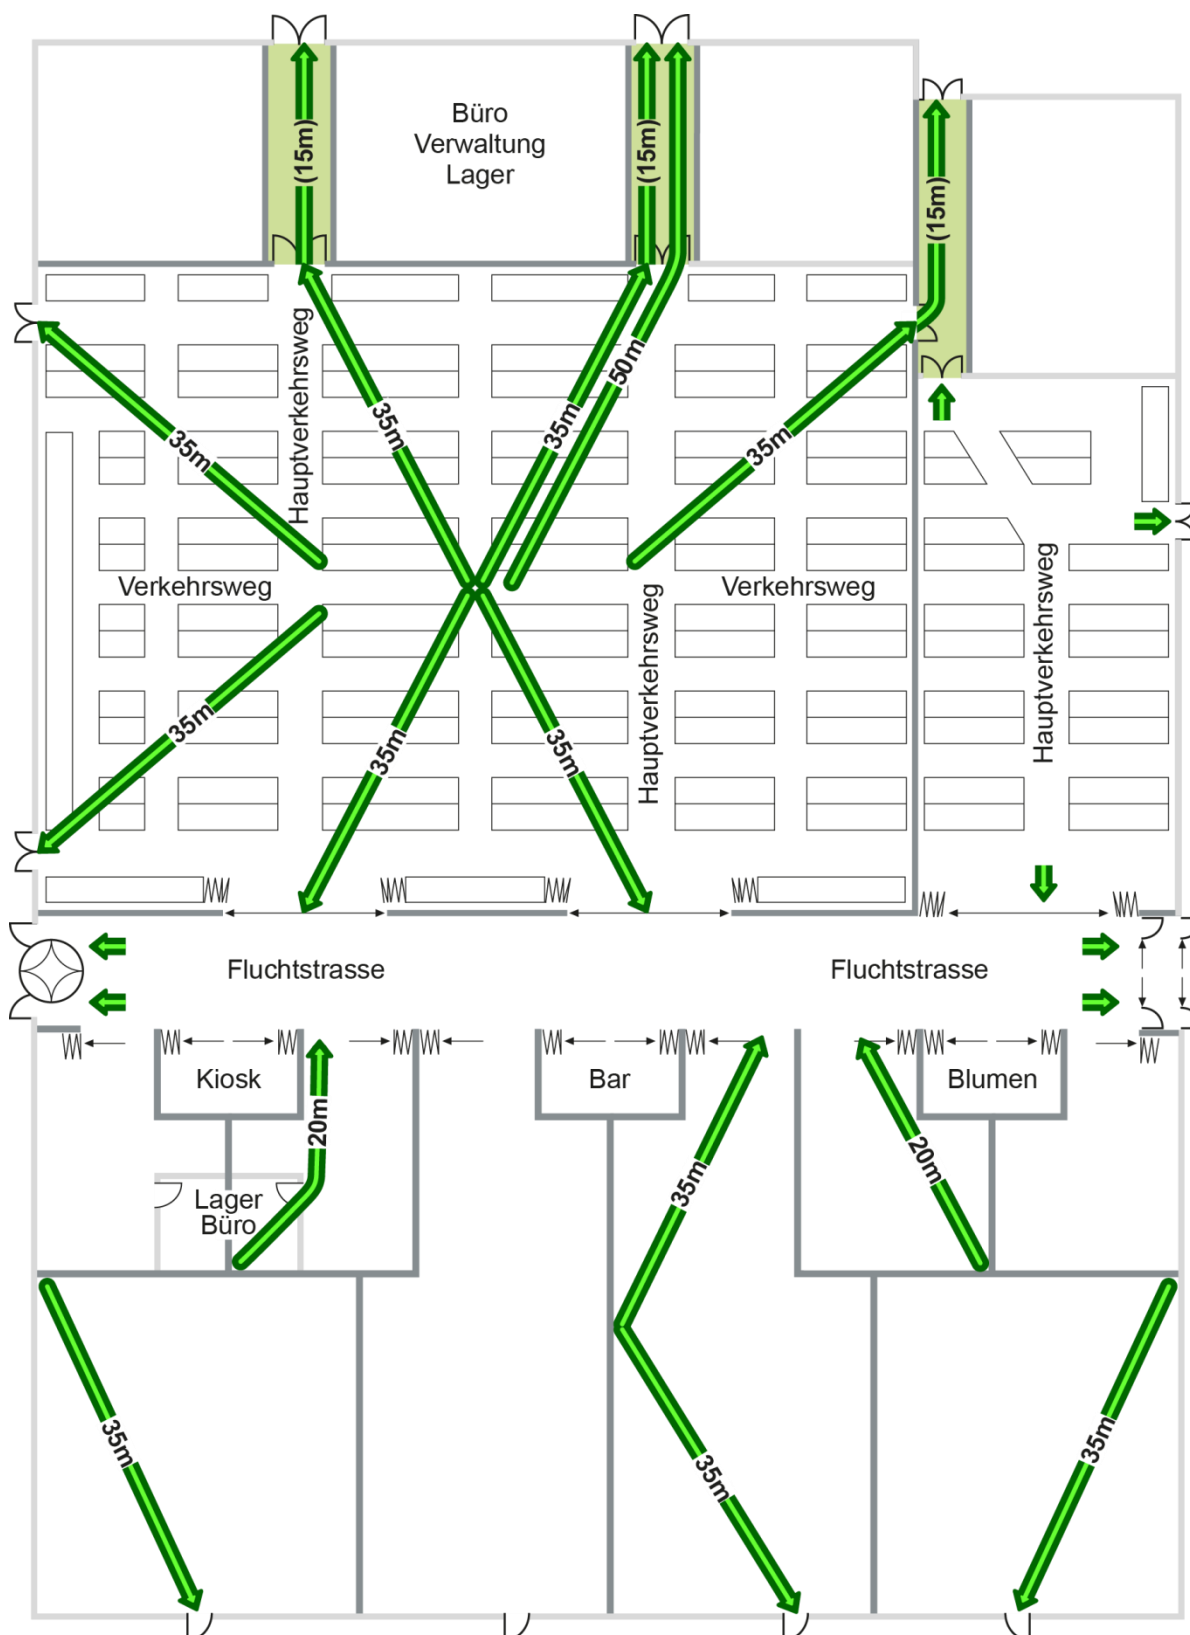 Büro
Verwaltung
Lager
(15m)
(15m)
(15m)
Hauptverkehrsweg
50m
35m
35m
35m
35m
Verkehrsweg
Verkehrsweg
Hauptverkehrsweg
Hauptverkehrsweg
35m
35m
35m
Fluchtstrasse
Fluchtstrasse
Kiosk
Bar
Blumen
20m
35m
20m
Lager
Büro
35m
35m
35m